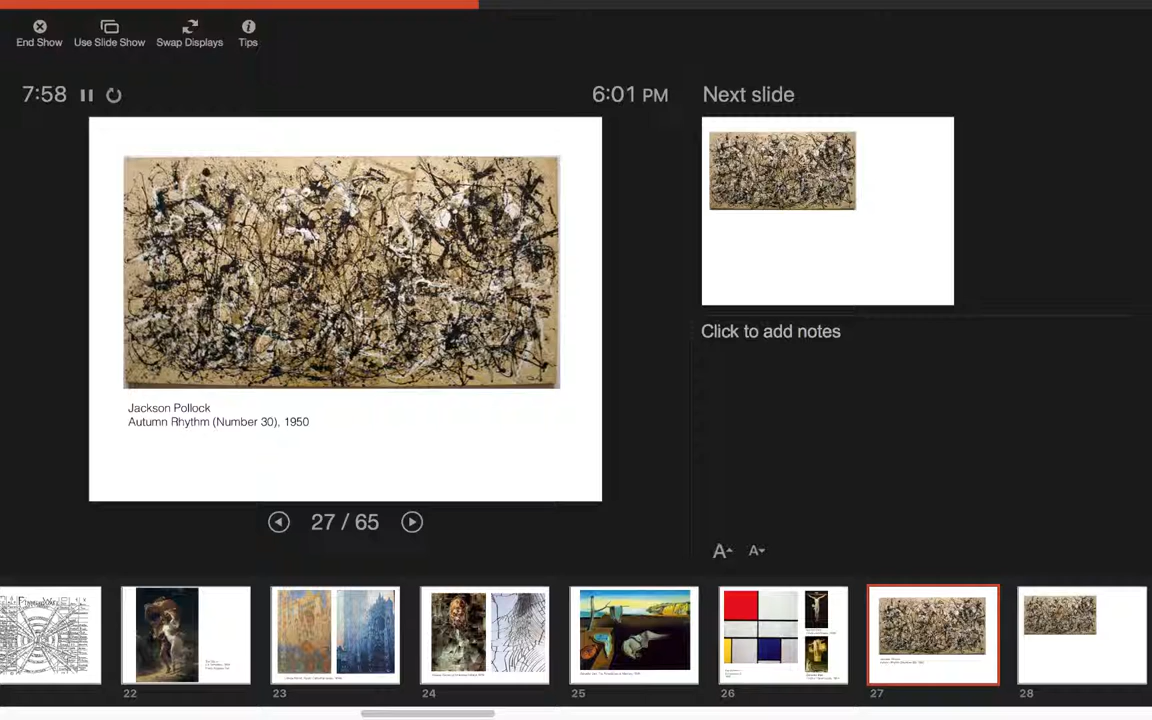 End Show
Use Slide Show
Swap Displays
Tips
7:58
6:01 PM
Next slide
Jackson Pollock
Autumn Rhythm (Number 30), 1950
Click to add notes
27 / 65
A
A
22
23
24
25
26
27
28